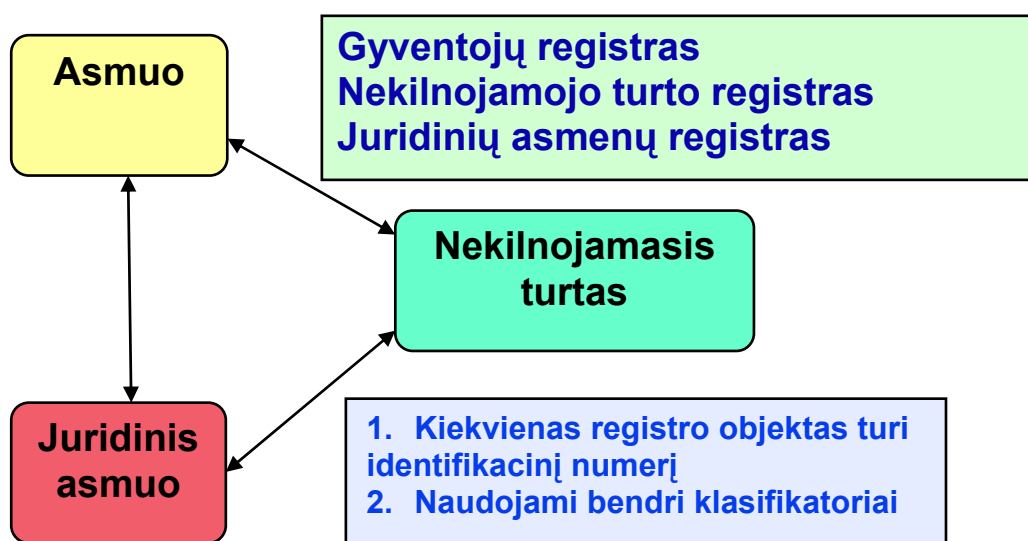 Asmuo
Gyventojų registras
Nekilnojamojo turto registras
Juridinių asmenų registras
Nekilnojamasis
turtas
Juridinis
asmuo
1. Kiekvienas registro objektas turi
identifikacinį numerį
2. Naudojami bendri klasifikatoriai